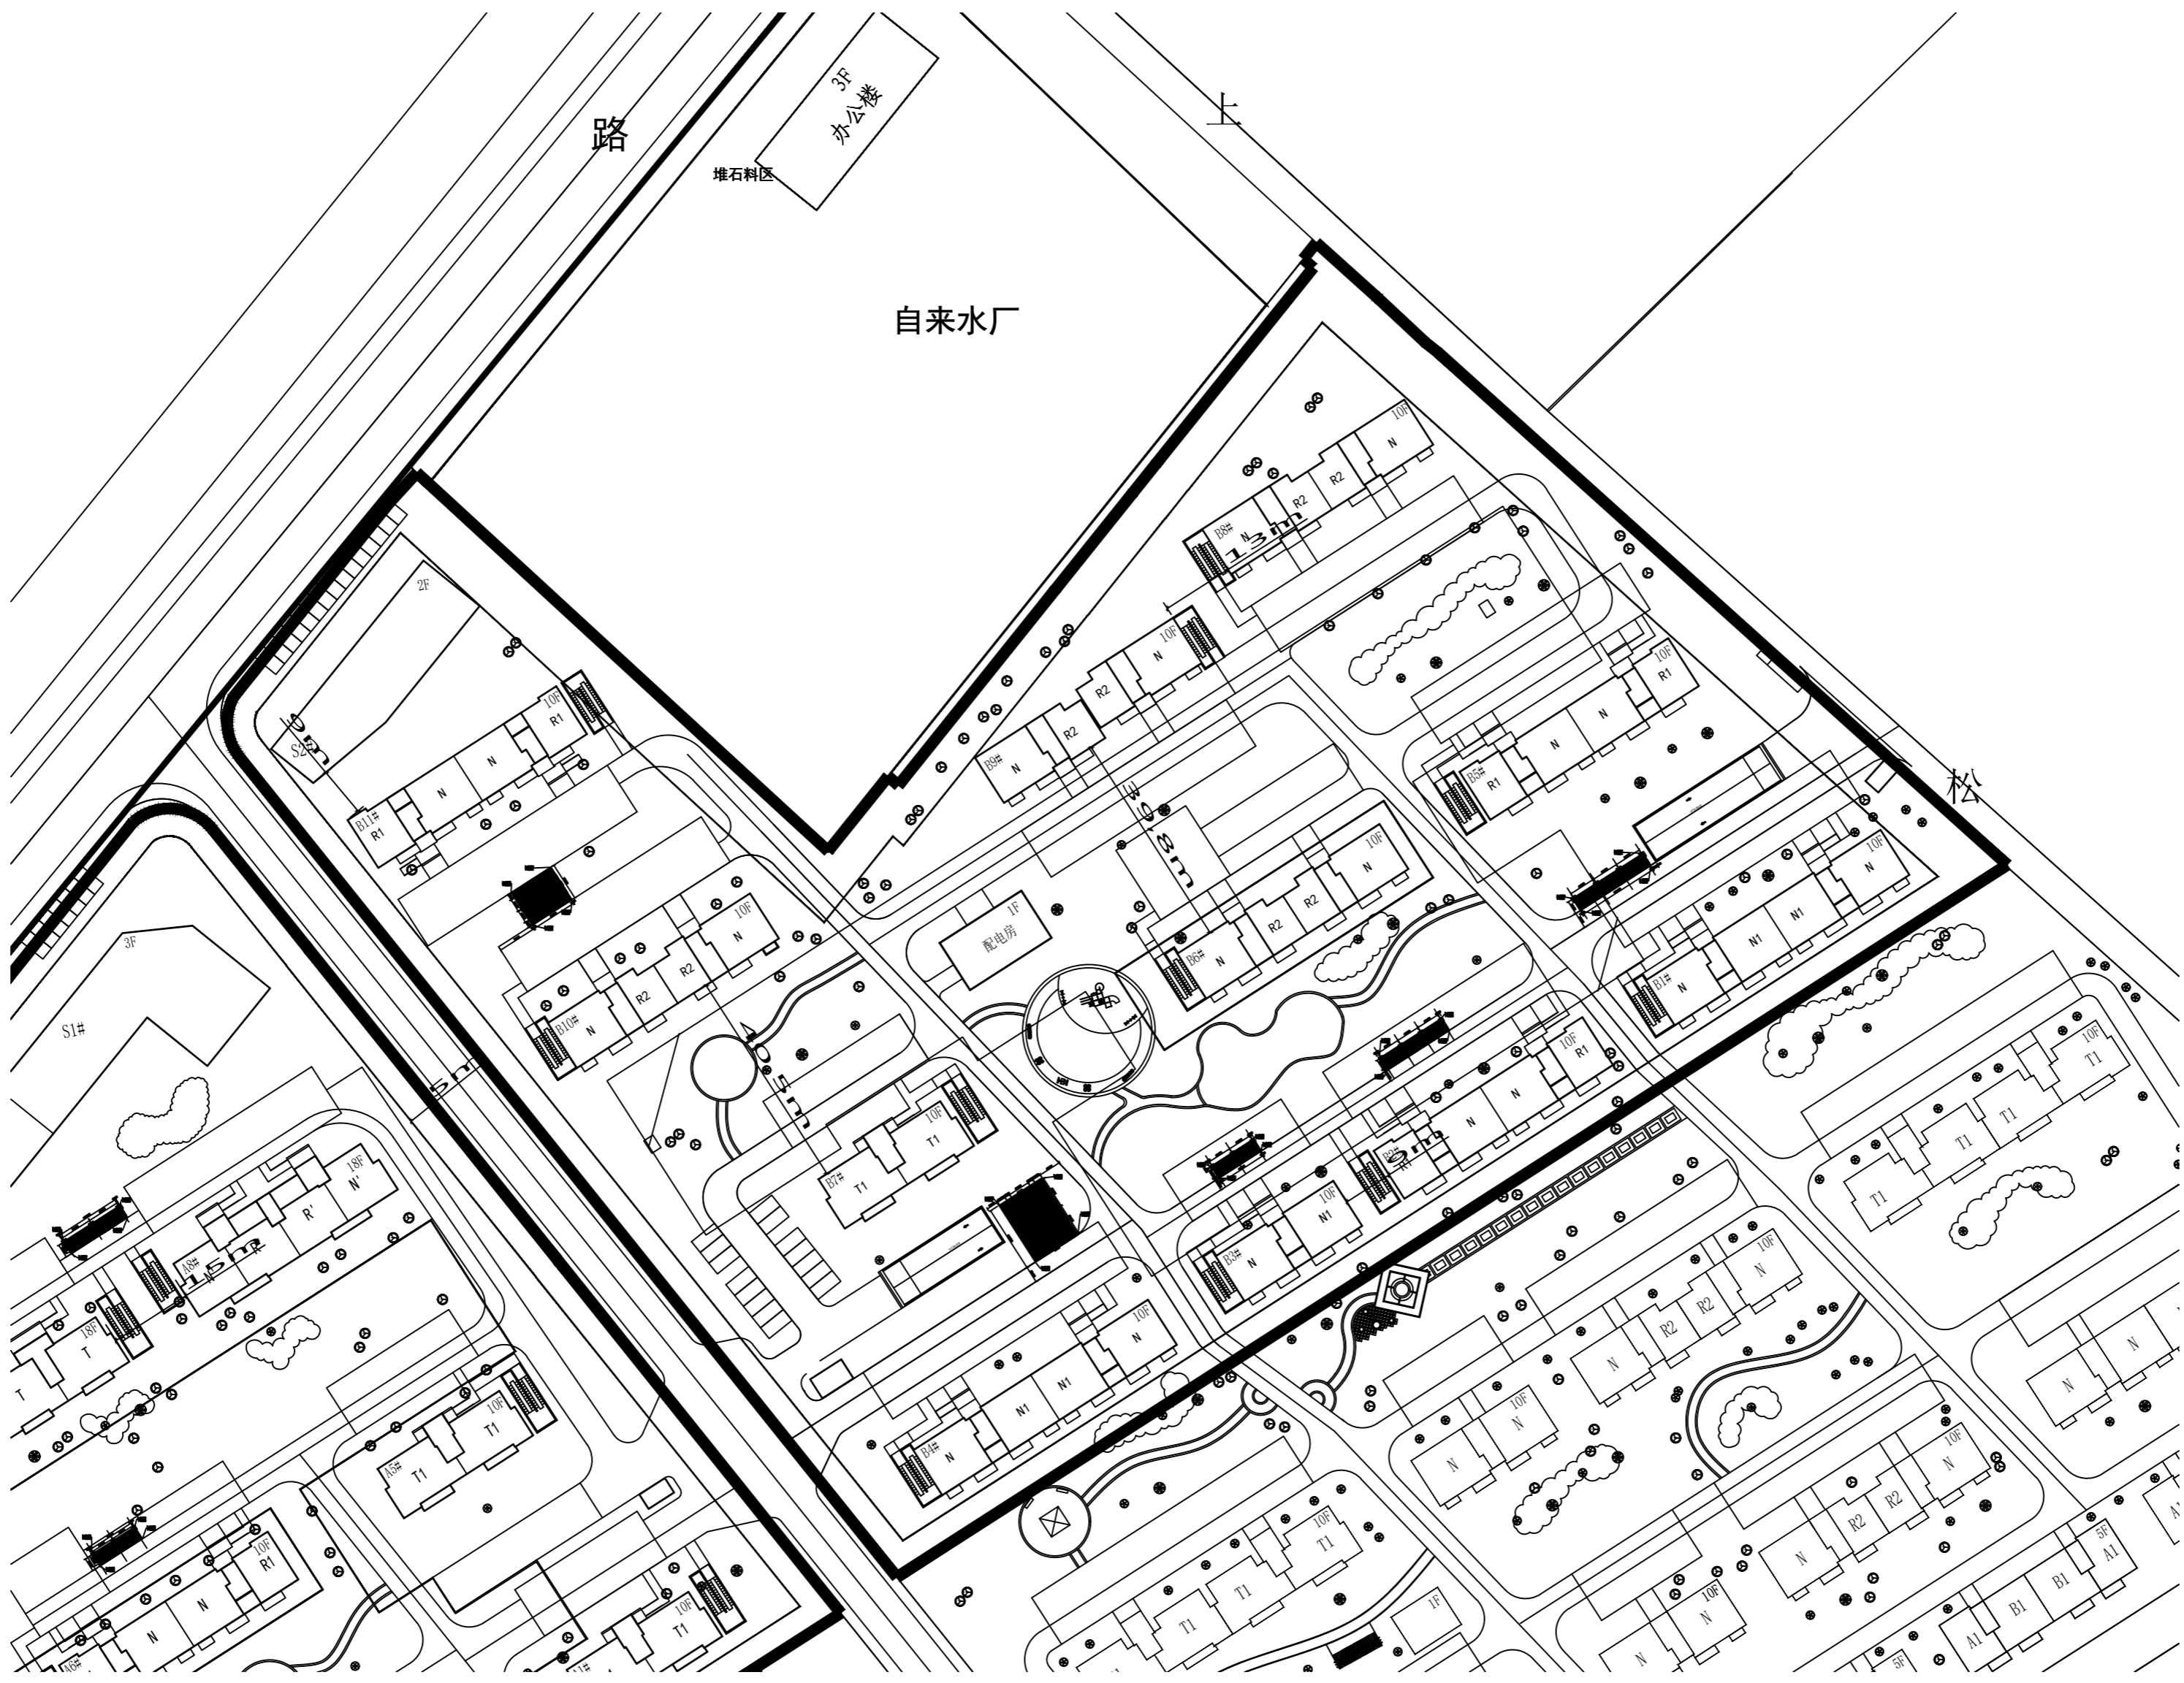 3F
办公楼
路
上
堆石料区
自来水厂
10F
N
R2
R2
B8#
N
13m
2F
10F
N
R2
R2
B9#
N
10F
R1
N
N
B5#
R1
S2#
10F
R1
N
N
B11#
R1
松
10F
N
R2
R2
B6#
N
1F
配电房
10F
N
N1
N1
B1#
N
10F
N
R2
R2
B10#
N
3F
S1#
10F
R1
N
N
10F
T1
B7#
T1
10F
T1
T1
T1
T1
18F
N'
R'
A8#
N
15m
10F
N1
B3#
N
18F
T
T
10F
N
R2
R2
N
10F
N
N1
N1
B4#
N
10F
N
N
N
N
10F
T1
A5#
T1
10F
N
R2
R2
N
10F
T1
T1
T1
10F
R1
N
N
A6#
10F
T1
1F
10F
N
N
5F
A1
B1
B1
A1
5F